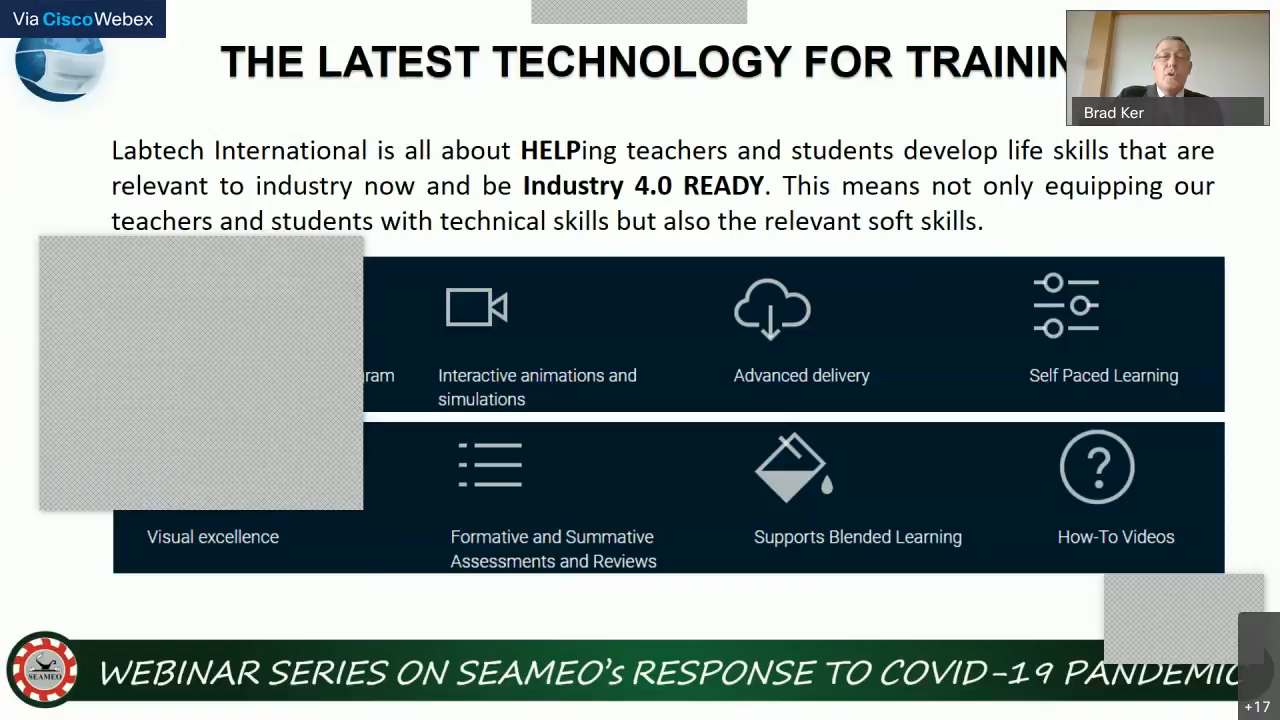 Via CiscoWebex
THE LATEST TECHNOLOGY FOR
Brad Ker
Labtech International is all about HELPing teachers and students develop life skills that are
relevant to industry now and be Industry 4.0 READY. This means not only equipping our
teachers and students with technical skills but also the relevant soft skills.
Interactive animations and
simulations
Advanced delivery
Self Paced Learning
Visual excellence
Formative and Summative
Assessments and Reviews
Supports Blended Learning
How-To Videos
SEAMEO
WEBINAR SERIES ON SEAMEO's RESPONSE TO COVID-19 PANDEMIC
+17